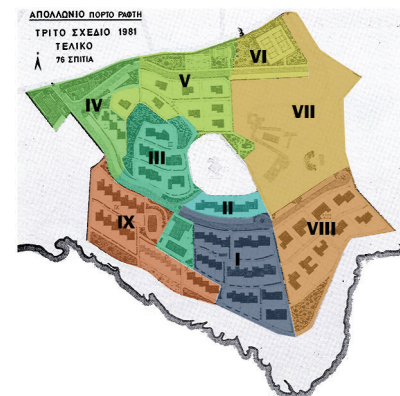 ΑΠΟΛΛΩΝΙΟ ΠΟΡΤΟ ΡΑΦΤΗ
ΤΡΙΤΟ ΣΧΕΔΙΟ 1981
ΤΕΛΙΚΟ
76 ΣΠΙΤΙΑ
VI
V
IV
VII
III
II
IX
VIII
I